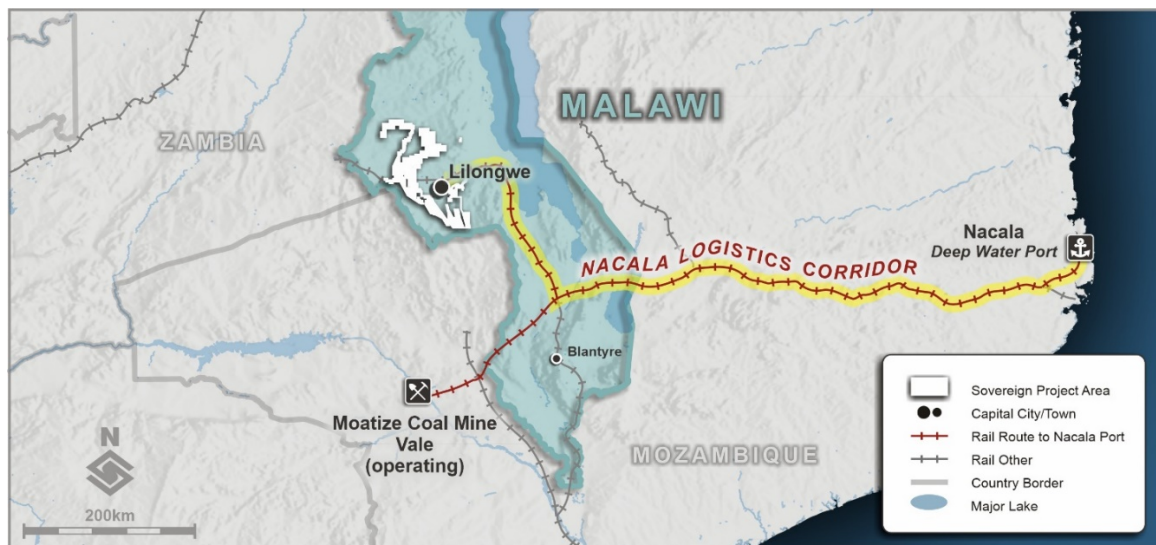 MALAWI
ZAMBIA
Lilongwe
Nacala
Deep Water Port
NACALA LOGISTICS CORRIDOR
Blantyre
Moatize Coal Mine
Vale
(operating)
MOZAMBIQUE
N
200km
Sovereign Project Area
Capital City/Town
Rail Route to Nacala Port
Rail Other
Country Border
Major Lake